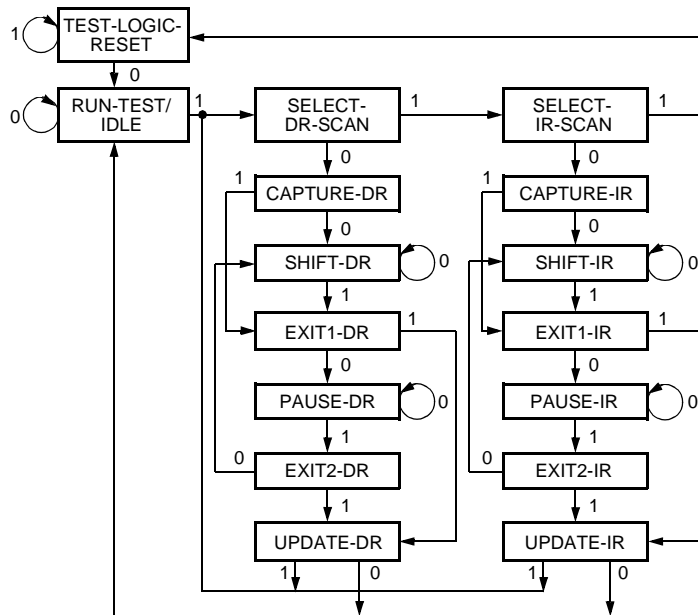 TEST-LOGIC-
RESET
1
0
RUN-TEST/
IDLE
0
1
SELECT-
DR-SCAN
1
SELECT-
IR-SCAN
1
0
0
1
CAPTURE-DR
1
CAPTURE-IR
0
0
SHIFT-DR
0
SHIFT-IR
0
1
1
EXIT1-DR
1
EXIT1-IR
1
0
0
PAUSE-DR
0
PAUSE-IR
0
1
1
0
EXIT2-DR
0
EXIT2-IR
1
1
UPDATE-DR
UPDATE-IR
1
0
1
0